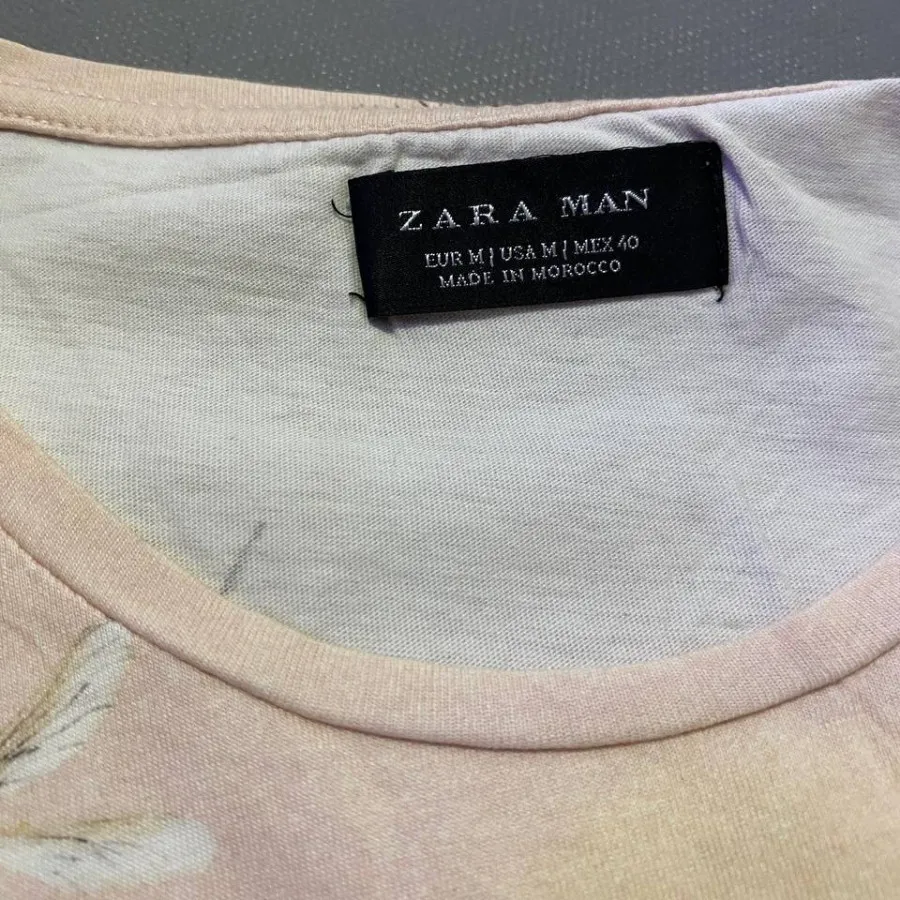 ZARA MAN
EUR M | USA M | MEX 40
MADE IN MOROCCO